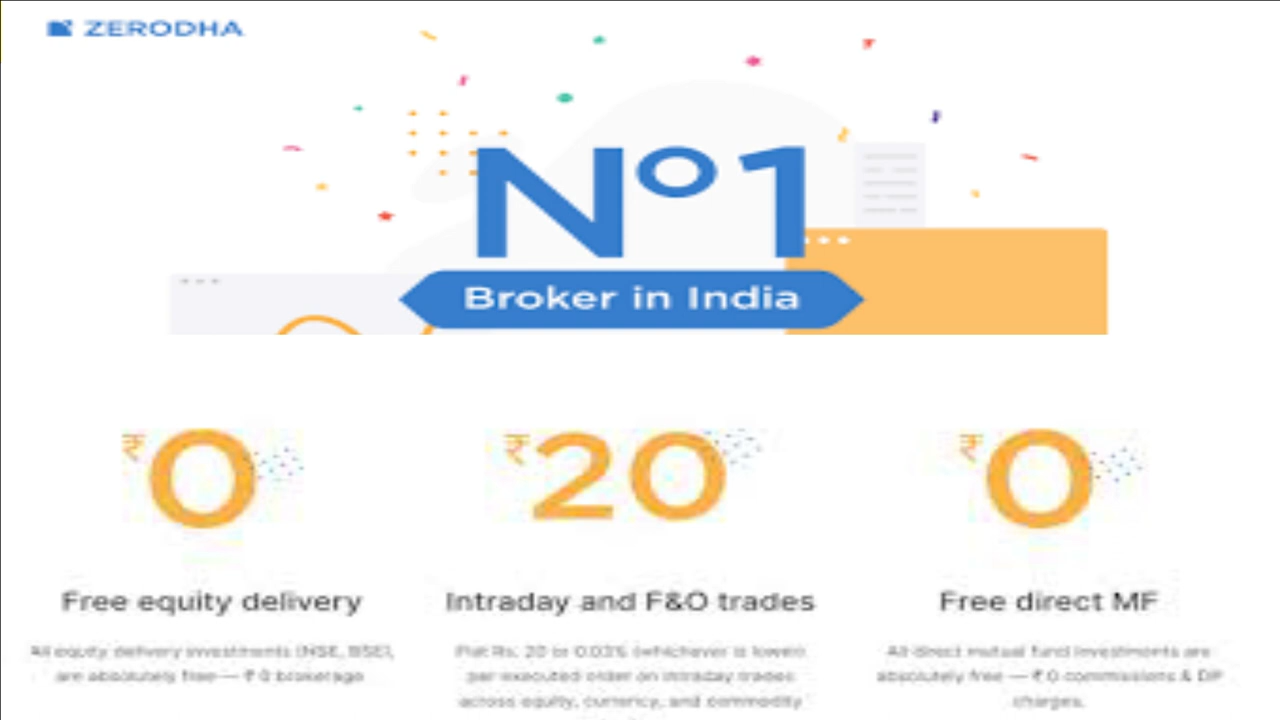 ZERODHA
Nº1
Broker in India
₹0
₹20
₹0
Free equity delivery
Intraday and F&O trades
Free direct MF
All equity delivery investments (NSE, BSE),
are absolutely free — ₹ 0 brokerage.
Flat Rs. 20 or 0.03% (whichever is lower)
per executed order on intraday trades
across equity, currency, and commodity
All direct mutual fund investments are
absolutely free — ₹ 0 commissions & DP
charges.